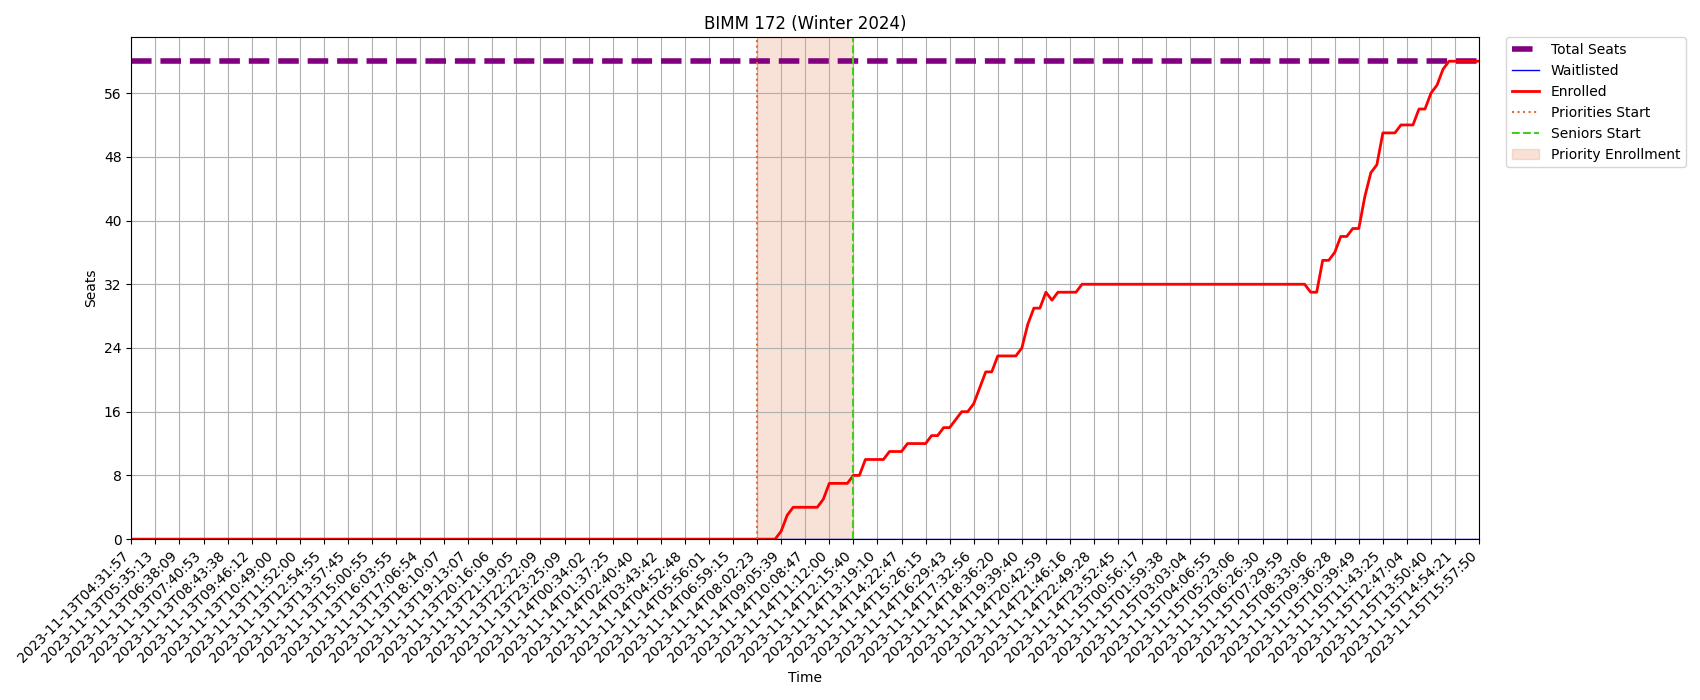 BIMM 172 (Winter 2024)
Total Seats
Waitlisted
Enrolled
Priorities Start
Seniors Start
Priority Enrollment
Seats
56
48
40
32
24
16
8
0
2023-11-13T04:31:57
2023-11-13T05:35:13
2023-11-13T06:38:09
2023-11-13T07:40:53
2023-11-13T08:43:38
2023-11-13T09:46:12
2023-11-13T10:49:00
2023-11-13T11:52:00
2023-11-13T12:54:55
2023-11-13T13:57:45
2023-11-13T15:00:55
2023-11-13T16:03:55
2023-11-13T17:06:54
2023-11-13T18:10:07
2023-11-13T19:13:07
2023-11-13T20:16:06
2023-11-13T21:19:05
2023-11-13T22:22:09
2023-11-13T23:25:09
2023-11-14T00:34:02
2023-11-14T01:37:25
2023-11-14T02:40:40
2023-11-14T03:43:42
2023-11-14T04:52:48
2023-11-14T05:56:01
2023-11-14T06:59:15
2023-11-14T08:02:23
2023-11-14T09:05:39
2023-11-14T10:08:47
2023-11-14T11:12:00
2023-11-14T12:15:40
2023-11-14T13:19:10
2023-11-14T14:22:47
2023-11-14T15:26:15
2023-11-14T16:29:43
2023-11-14T17:32:56
2023-11-14T18:36:20
2023-11-14T19:39:40
2023-11-14T20:42:59
2023-11-14T21:46:16
2023-11-14T22:49:28
2023-11-14T23:52:45
2023-11-15T00:56:17
2023-11-15T01:59:38
2023-11-15T03:03:04
2023-11-15T04:06:55
2023-11-15T05:23:06
2023-11-15T06:26:30
2023-11-15T07:29:59
2023-11-15T08:33:06
2023-11-15T09:36:28
2023-11-15T10:39:49
2023-11-15T11:43:25
2023-11-15T12:47:04
2023-11-15T13:50:40
2023-11-15T14:54:21
2023-11-15T15:57:50
Time